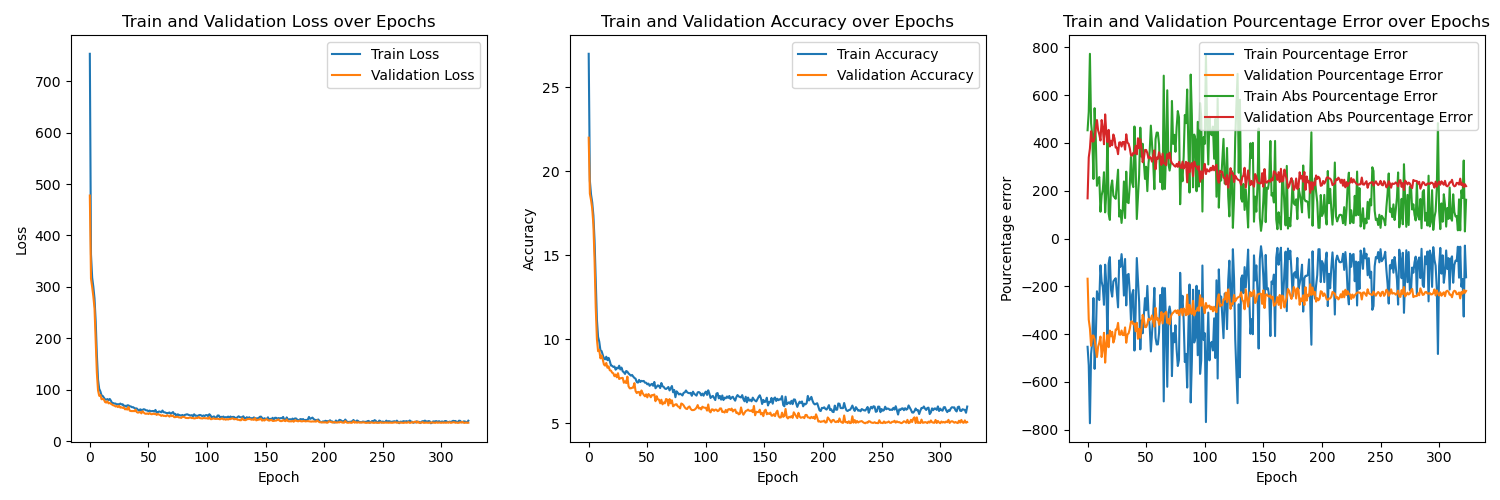 Train and Validation Loss over Epochs
Loss
700
600
500
400
300
200
100
0
0 50 100 150 200 250 300
Epoch
Train Loss
Validation Loss
Train and Validation Accuracy over Epochs
Accuracy
25
20
15
10
5
0 50 100 150 200 250 300
Epoch
Train Accuracy
Validation Accuracy
Train and Validation Pourcentage Error over Epochs
Pourcentage error
800
600
400
200
0
−200
−400
−600
−800
0 50 100 150 200 250 300
Epoch
Train Pourcentage Error
Validation Pourcentage Error
Train Abs Pourcentage Error
Validation Abs Pourcentage Error